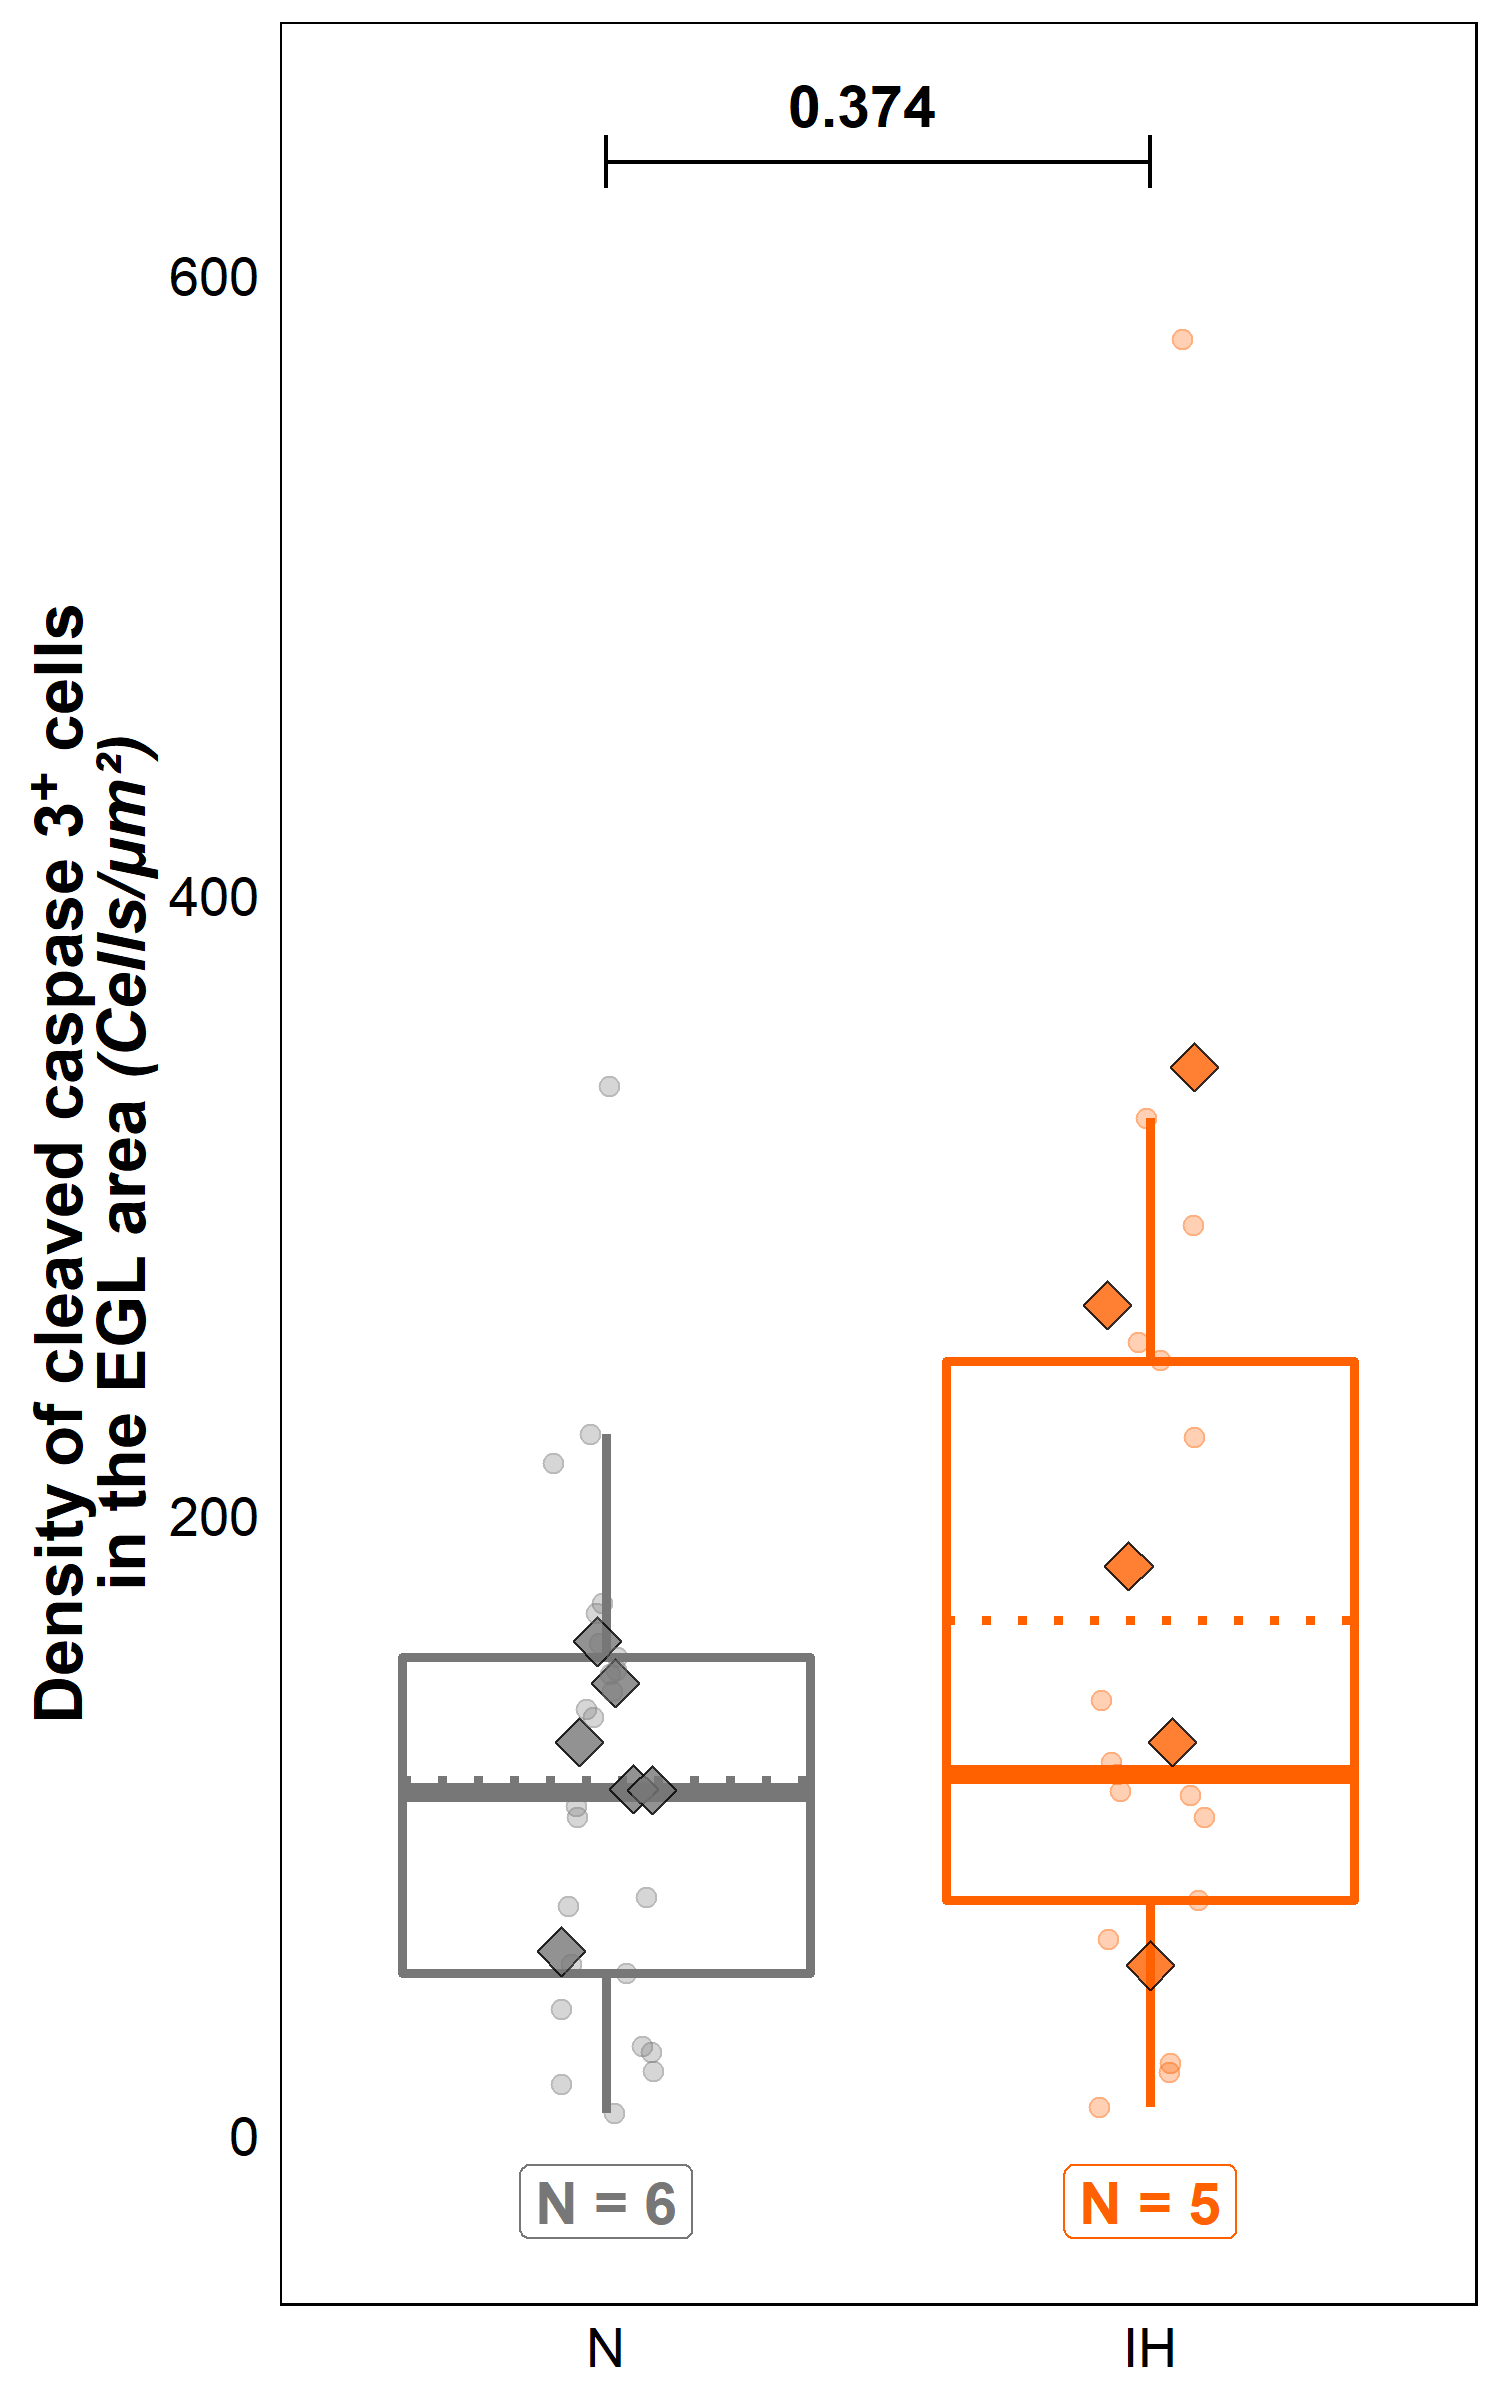 0.374
600
400
200
0
Density of cleaved caspase 3⁺ cells
in the EGL area (Cells/µm²)
N = 6
N = 5
N
IH